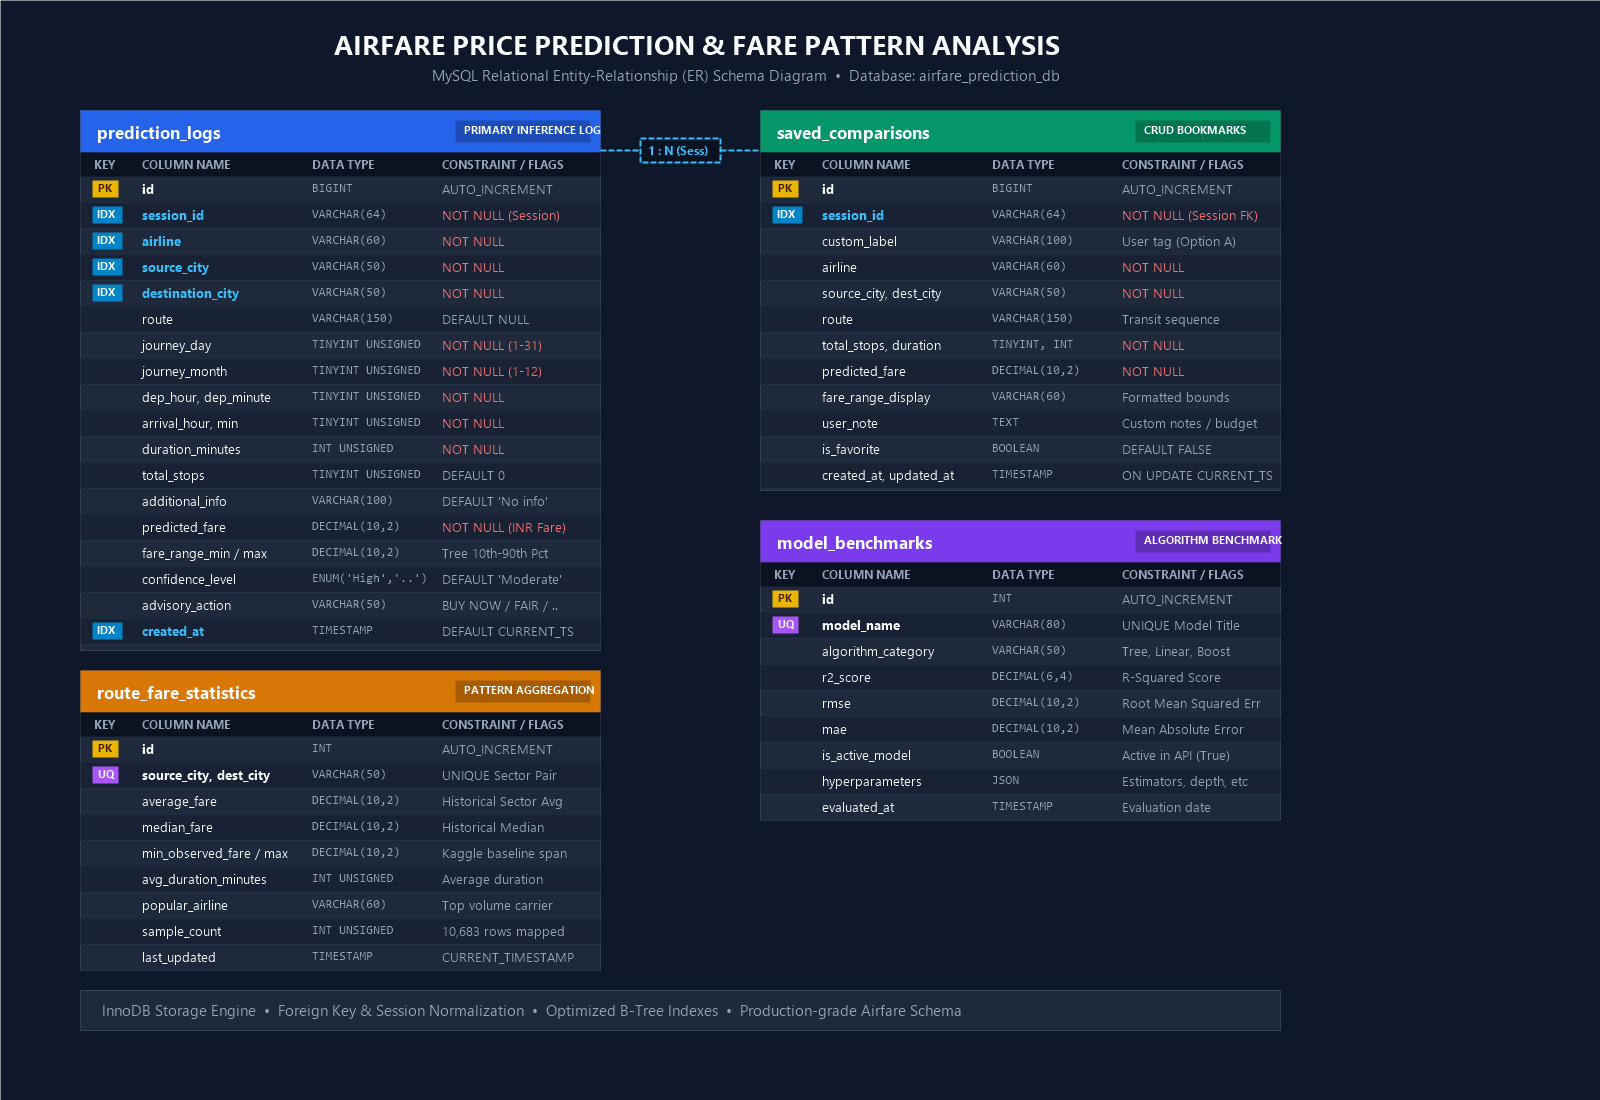 AIRFARE PRICE PREDICTION & FARE PATTERN ANALYSIS
MySQL Relational Entity-Relationship (ER) Schema Diagram • Database: airfare_prediction_db
prediction_logs PRIMARY INFERENCE LOG
KEY COLUMN NAME DATA TYPE CONSTRAINT / FLAGS
PK id BIGINT AUTO_INCREMENT
IDX session_id VARCHAR(64) NOT NULL (Session)
IDX airline VARCHAR(60) NOT NULL
IDX source_city VARCHAR(50) NOT NULL
IDX destination_city VARCHAR(50) NOT NULL
route VARCHAR(150) DEFAULT NULL
journey_day TINYINT UNSIGNED NOT NULL (1-31)
journey_month TINYINT UNSIGNED NOT NULL (1-12)
dep_hour, dep_minute TINYINT UNSIGNED NOT NULL
arrival_hour, min TINYINT UNSIGNED NOT NULL
duration_minutes INT UNSIGNED NOT NULL
total_stops TINYINT UNSIGNED DEFAULT 0
additional_info VARCHAR(100) DEFAULT 'No info'
predicted_fare DECIMAL(10,2) NOT NULL (INR Fare)
fare_range_min / max DECIMAL(10,2) Tree 10th-90th Pct
confidence_level ENUM('High','..') DEFAULT 'Moderate'
advisory_action VARCHAR(50) BUY NOW / FAIR / ..
IDX created_at TIMESTAMP DEFAULT CURRENT_TS
1 : N (Sess)
saved_comparisons CRUD BOOKMARKS
KEY COLUMN NAME DATA TYPE CONSTRAINT / FLAGS
PK id BIGINT AUTO_INCREMENT
IDX session_id VARCHAR(64) NOT NULL (Session FK)
custom_label VARCHAR(100) User tag (Option A)
airline VARCHAR(60) NOT NULL
source_city, dest_city VARCHAR(50) NOT NULL
route VARCHAR(150) Transit sequence
total_stops, duration TINYINT, INT NOT NULL
predicted_fare DECIMAL(10,2) NOT NULL
fare_range_display VARCHAR(60) Formatted bounds
user_note TEXT Custom notes / budget
is_favorite BOOLEAN DEFAULT FALSE
created_at, updated_at TIMESTAMP ON UPDATE CURRENT_TS
route_fare_statistics PATTERN AGGREGATION
KEY COLUMN NAME DATA TYPE CONSTRAINT / FLAGS
PK id INT AUTO_INCREMENT
UQ source_city, dest_city VARCHAR(50) UNIQUE Sector Pair
average_fare DECIMAL(10,2) Historical Sector Avg
median_fare DECIMAL(10,2) Historical Median
min_observed_fare / max DECIMAL(10,2) Kaggle baseline span
avg_duration_minutes INT UNSIGNED Average duration
popular_airline VARCHAR(60) Top volume carrier
sample_count INT UNSIGNED 10,683 rows mapped
last_updated TIMESTAMP CURRENT_TIMESTAMP
model_benchmarks ALGORITHM BENCHMARK
KEY COLUMN NAME DATA TYPE CONSTRAINT / FLAGS
PK id INT AUTO_INCREMENT
UQ model_name VARCHAR(80) UNIQUE Model Title
algorithm_category VARCHAR(50) Tree, Linear, Boost
r2_score DECIMAL(6,4) R-Squared Score
rmse DECIMAL(10,2) Root Mean Squared Err
mae DECIMAL(10,2) Mean Absolute Error
is_active_model BOOLEAN Active in API (True)
hyperparameters JSON Estimators, depth, etc
evaluated_at TIMESTAMP Evaluation date
InnoDB Storage Engine • Foreign Key & Session Normalization • Optimized B-Tree Indexes • Production-grade Airfare Schema